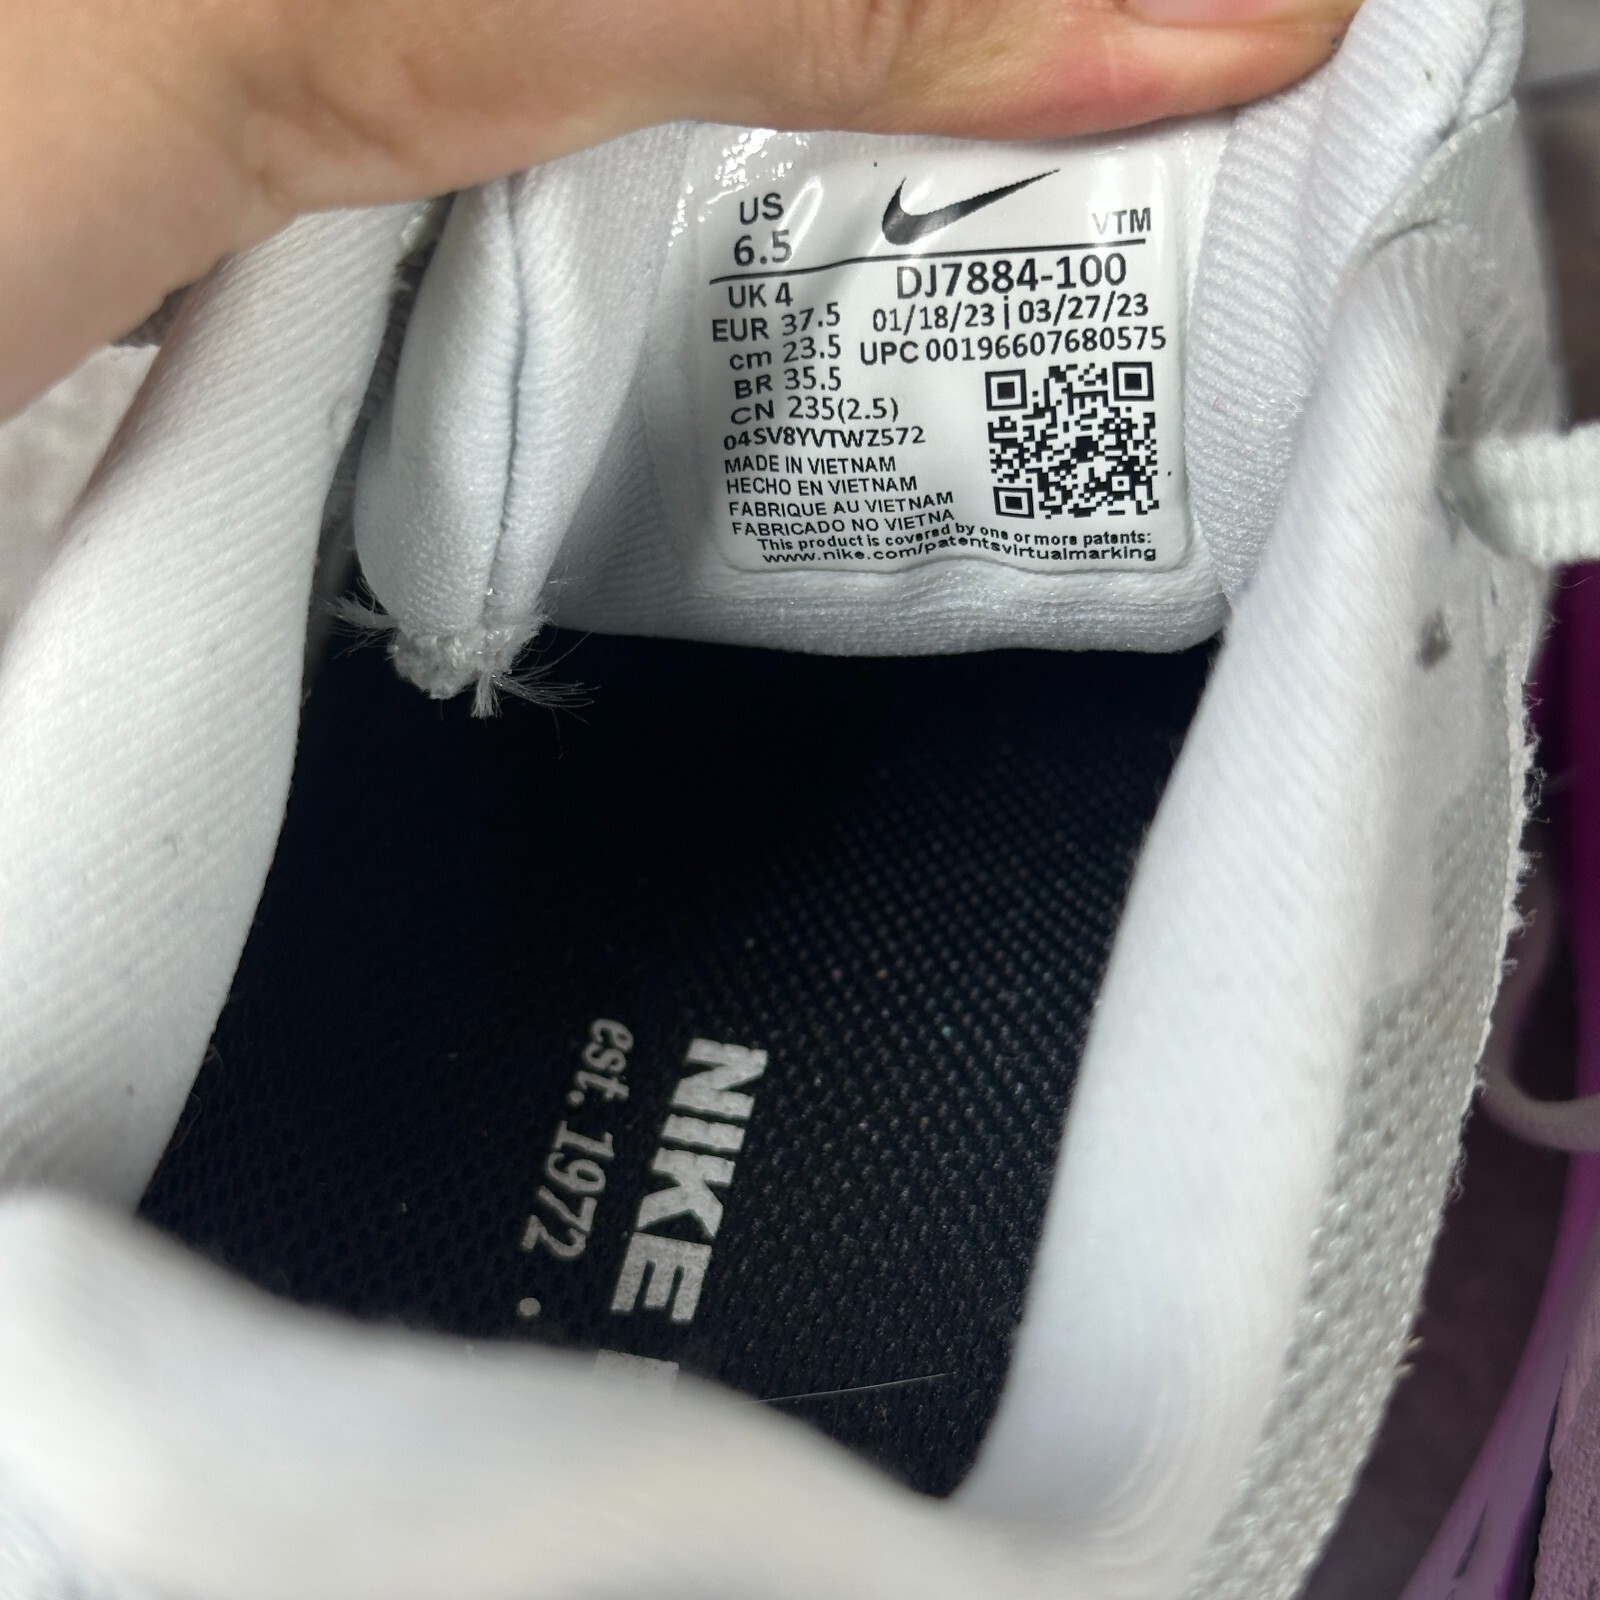 US
6.5
VTM
UK 4
EUR 37.5
cm 23.5
BR 35.5
CN 235(2.5)
DJ7884-100
01/18/23 | 03/27/23
UPC 00196607680575
04SV8YVTWZ572
MADE IN VIETNAM
HECHO EN VIETNAM
FABRIQUE AU VIETNAM
FABRICADO NO VIETNA
This product is covered by one or more patents:
www.nike.com/patentsvirtualmarking
NIKE
est. 1972